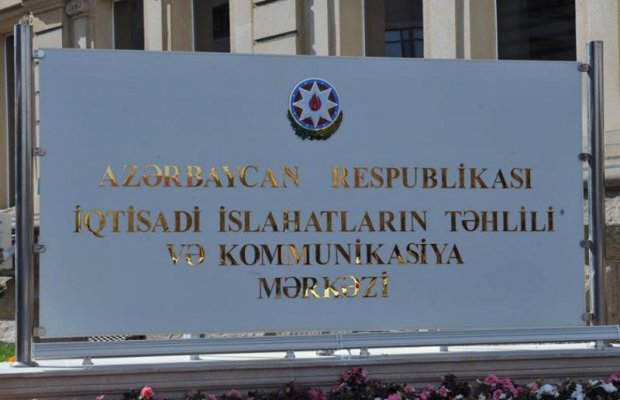 AZƏRBAYCAN RESPUBLİKASI
İQTİSADİ İSLAHATLARIN TƏHLİLİ
VƏ KOMMUNİKASİYA
MƏRKƏZİ